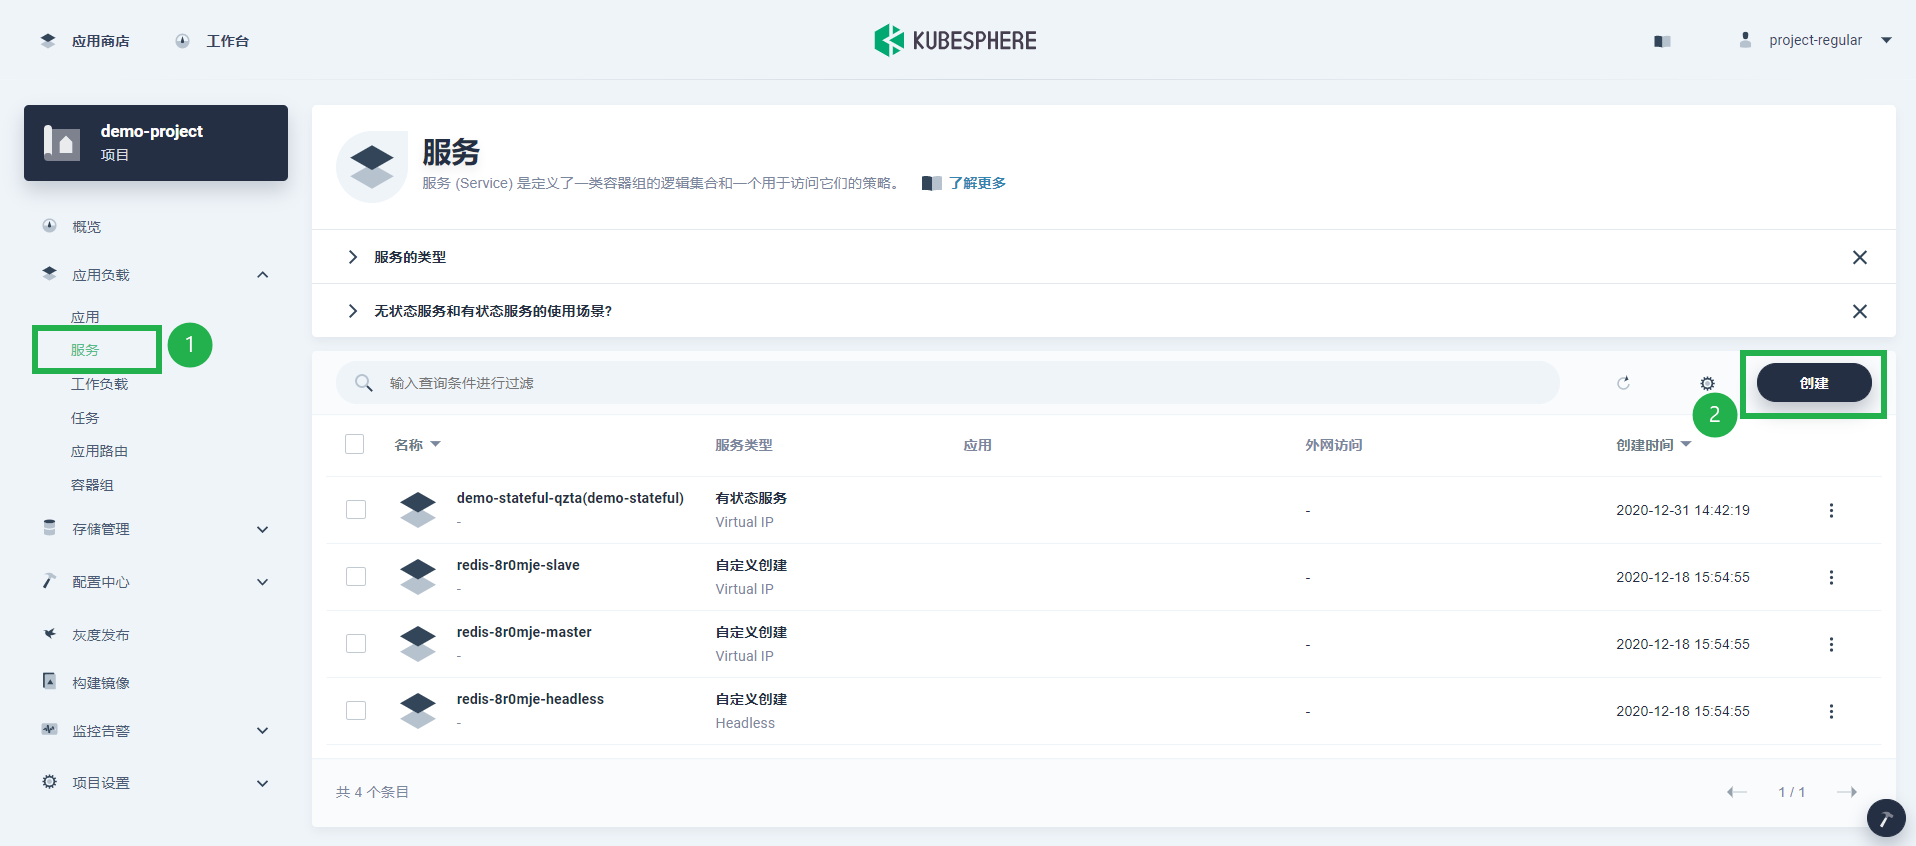 应用商店
工作台
KUBESPHERE
project-regular
demo-project
项目
概览
应用负载
应用
服务
1
工作负载
任务
应用路由
容器组
存储管理
配置中心
灰度发布
构建镜像
监控告警
项目设置
服务
服务 (Service) 是定义了一类容器组的逻辑集合和一个用于访问它们的策略。 了解更多
服务的类型
无状态服务和有状态服务的使用场景?
输入查询条件进行过滤
创建
2
名称 服务类型 应用 外网访问 创建时间
demo-stateful-qzta(demo-stateful) 有状态服务 - 2020-12-31 14:42:19
- Virtual IP
redis-8r0mje-slave 自定义创建 - 2020-12-18 15:54:55
- Virtual IP
redis-8r0mje-master 自定义创建 - 2020-12-18 15:54:55
- Virtual IP
redis-8r0mje-headless 自定义创建 - 2020-12-18 15:54:55
- Headless
共 4 个条目
1 / 1